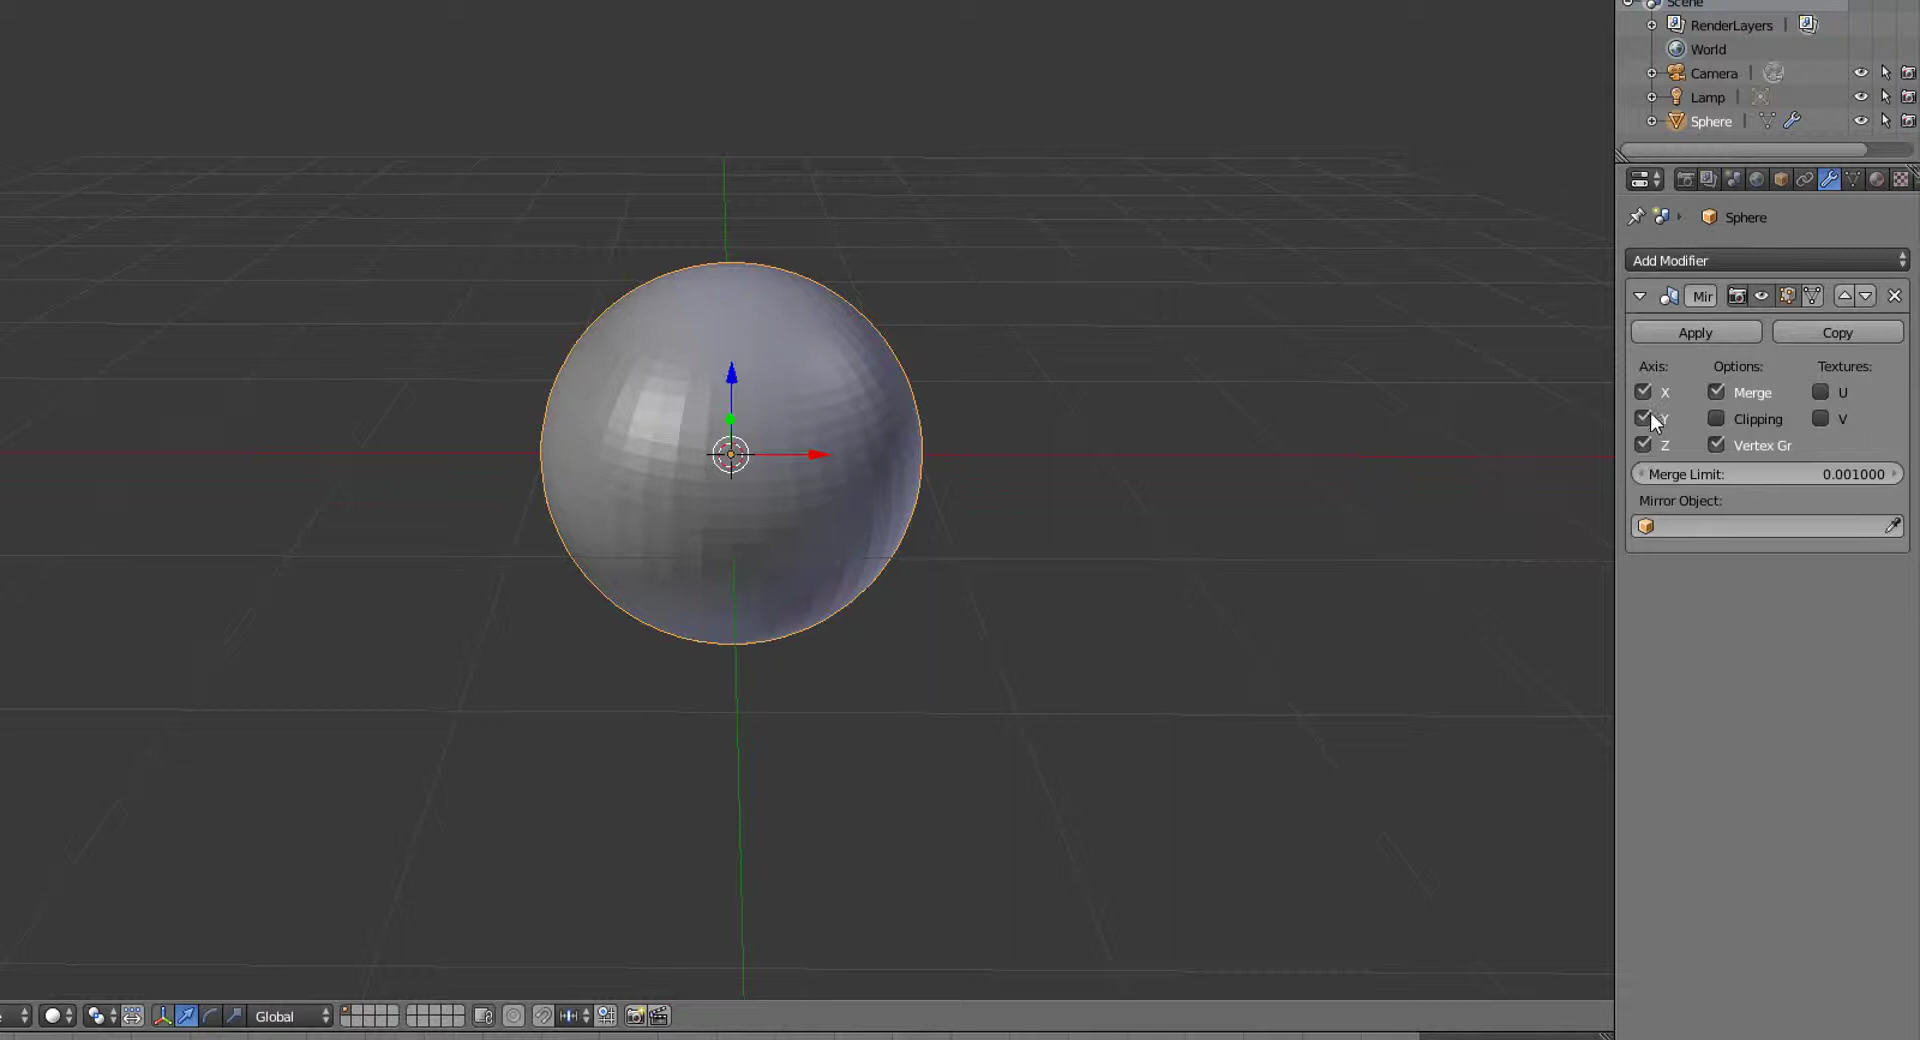 Scene
RenderLayers
World
Camera
Lamp
Sphere
Sphere
Add Modifier
Mir
Apply
Copy
Axis:
Options:
Textures:
X
Merge
U
Y
Clipping
V
Z
Vertex Gr
Merge Limit:
0.001000
Mirror Object:
Global